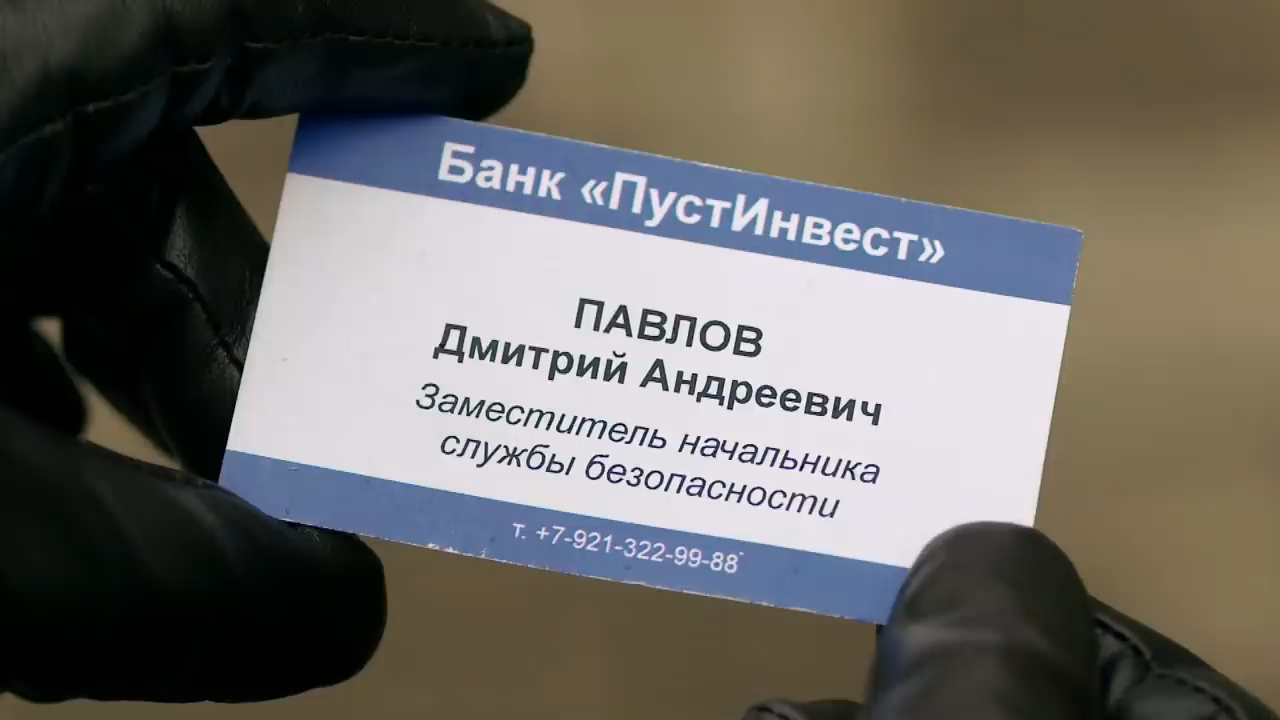 Банк «ПустИнвест»
ПАВЛОВ
Дмитрий Андреевич
Заместитель начальника
службы безопасности
т. +7-921-322-99-88